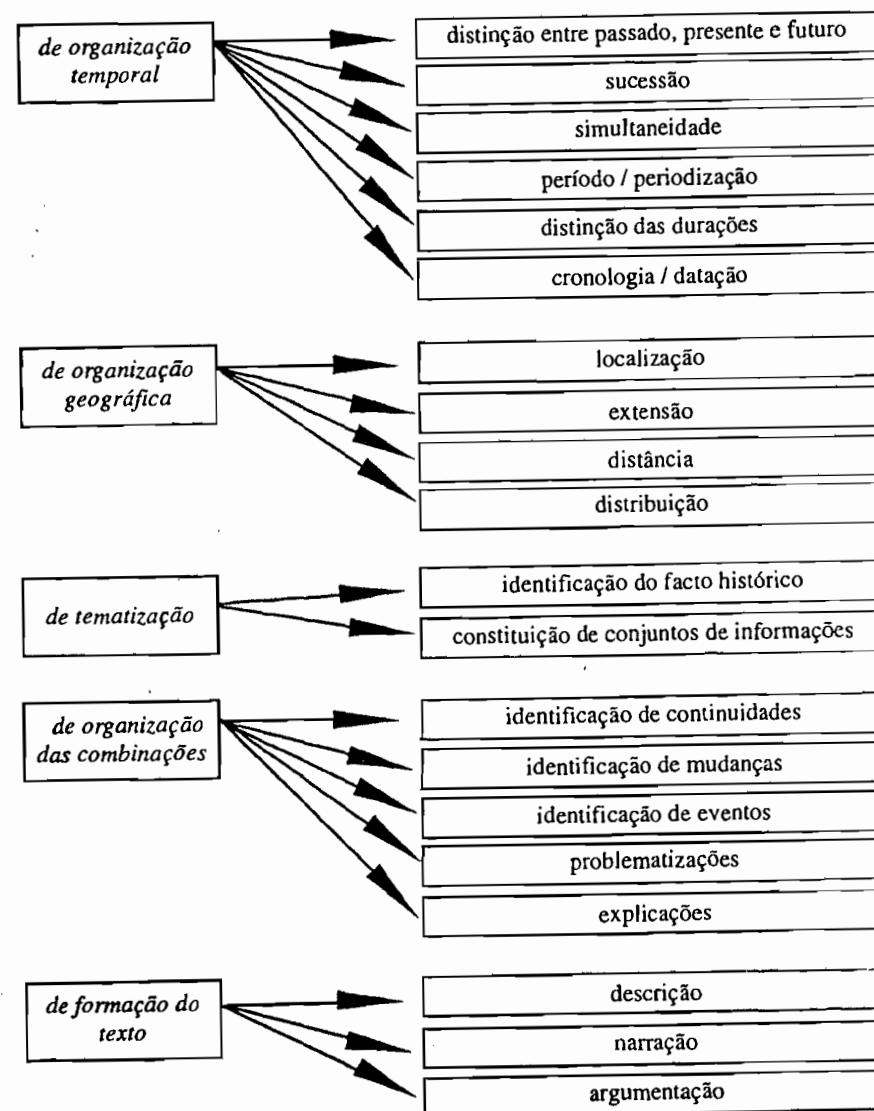 de organização
temporal
distinção entre passado, presente e futuro
sucessão
simultaneidade
período / periodização
distinção das durações
cronologia / datação
de organização
geográfica
localização
extensão
distância
distribuição
de tematização
identificação do facto histórico
constituição de conjuntos de informações
de organização
das combinações
identificação de continuidades
identificação de mudanças
identificação de eventos
problematizações
explicações
de formação do
texto
descrição
narração
argumentação